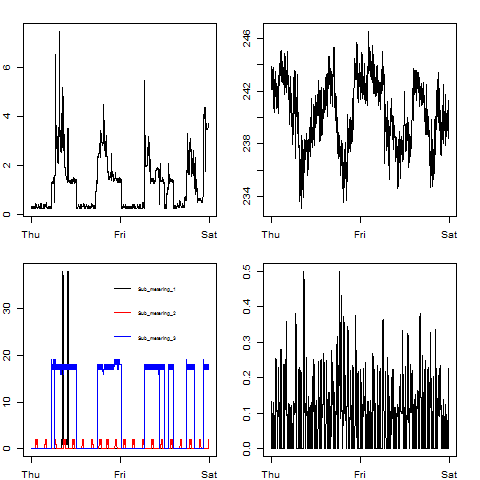 6
4
2
0
Thu Fri Sat
246
242
238
234
Thu Fri Sat
30
20
10
0
Sub_metering_1
Sub_metering_2
Sub_metering_3
Thu Fri Sat
0.5
0.4
0.3
0.2
0.1
0.0
Thu Fri Sat